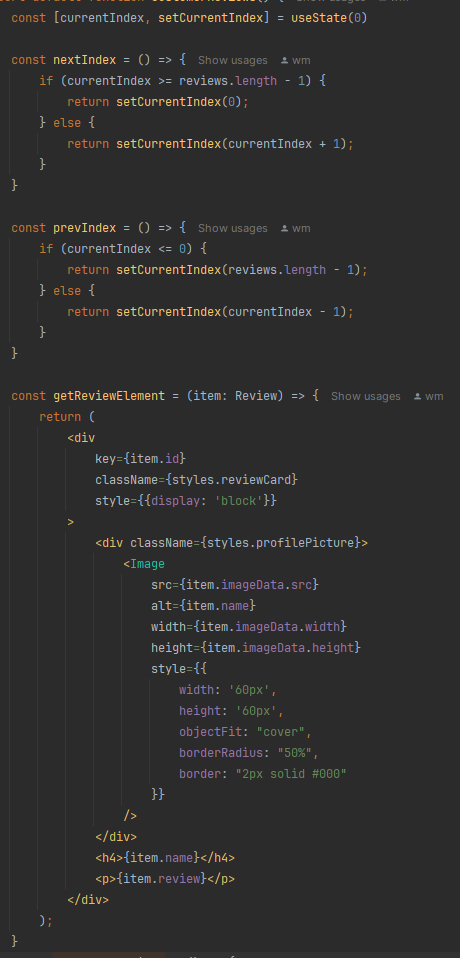 const [currentIndex, setCurrentIndex] = useState(0)
const nextIndex = () => { Show usages wm
if (currentIndex >= reviews.length - 1) {
return setCurrentIndex(0);
} else {
return setCurrentIndex(currentIndex + 1);
}
}
const prevIndex = () => { Show usages wm
if (currentIndex <= 0) {
return setCurrentIndex(reviews.length - 1);
} else {
return setCurrentIndex(currentIndex - 1);
}
}
const getReviewElement = (item: Review) => { Show usages wm
return (
<div
key={item.id}
className={styles.reviewCard}
style={{display: 'block'}}
>
<div className={styles.profilePicture}>
<Image
src={item.imageData.src}
alt={item.name}
width={item.imageData.width}
height={item.imageData.height}
style={{
width: '60px',
height: '60px',
objectFit: "cover",
borderRadius: "50%",
border: "2px solid #000"
}}
/>
</div>
<h4>{item.name}</h4>
<p>{item.review}</p>
</div>
);
}